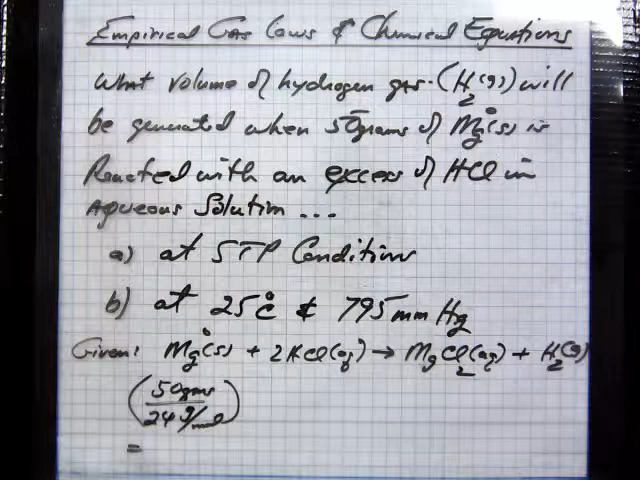 Empirical Gas Laws & Chemical Equations
What volume of hydrogen gas (H₂(g)) will
be generated when 50grams of Mg°(s) is
Reacted with an excess of HCl in
Aqueous Solution ...
a) at STP Conditions
b) at 25°C & 795 mm Hg
Given: Mg°(s) + 2HCl(aq) → MgCl₂(aq) + H₂(g)
(50gms / 24 g/mol)
=